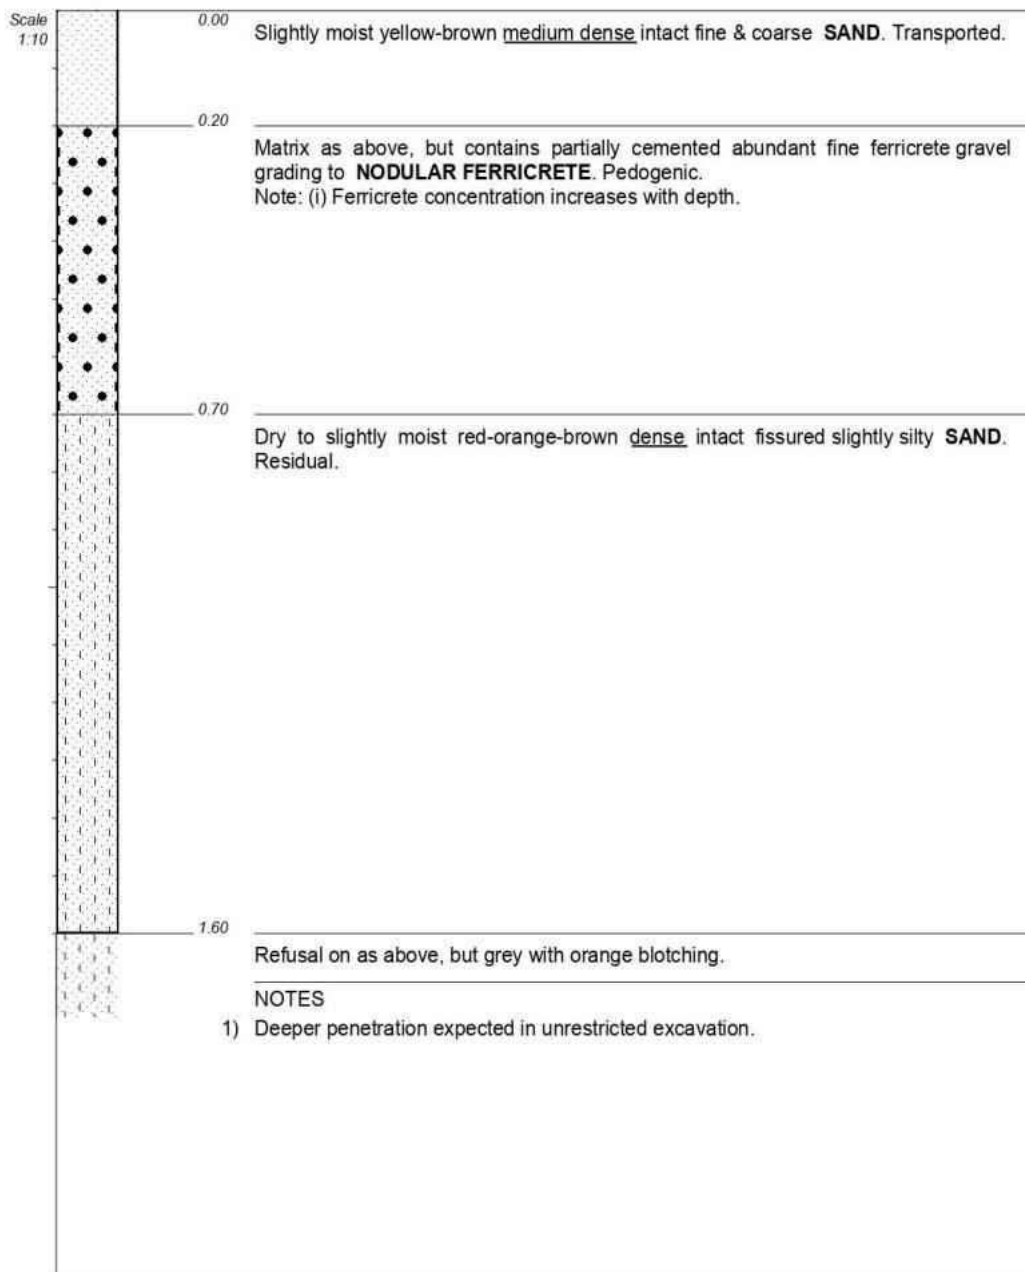 Scale
1:10
0.00
Slightly moist yellow-brown medium dense intact fine & coarse SAND. Transported.
0.20
Matrix as above, but contains partially cemented abundant fine ferricrete gravel
grading to NODULAR FERRICRETE. Pedogenic.
Note: (i) Ferricrete concentration increases with depth.
0.70
Dry to slightly moist red-orange-brown dense intact fissured slightly silty SAND.
Residual.
1.60
Refusal on as above, but grey with orange blotching.
NOTES
1) Deeper penetration expected in unrestricted excavation.